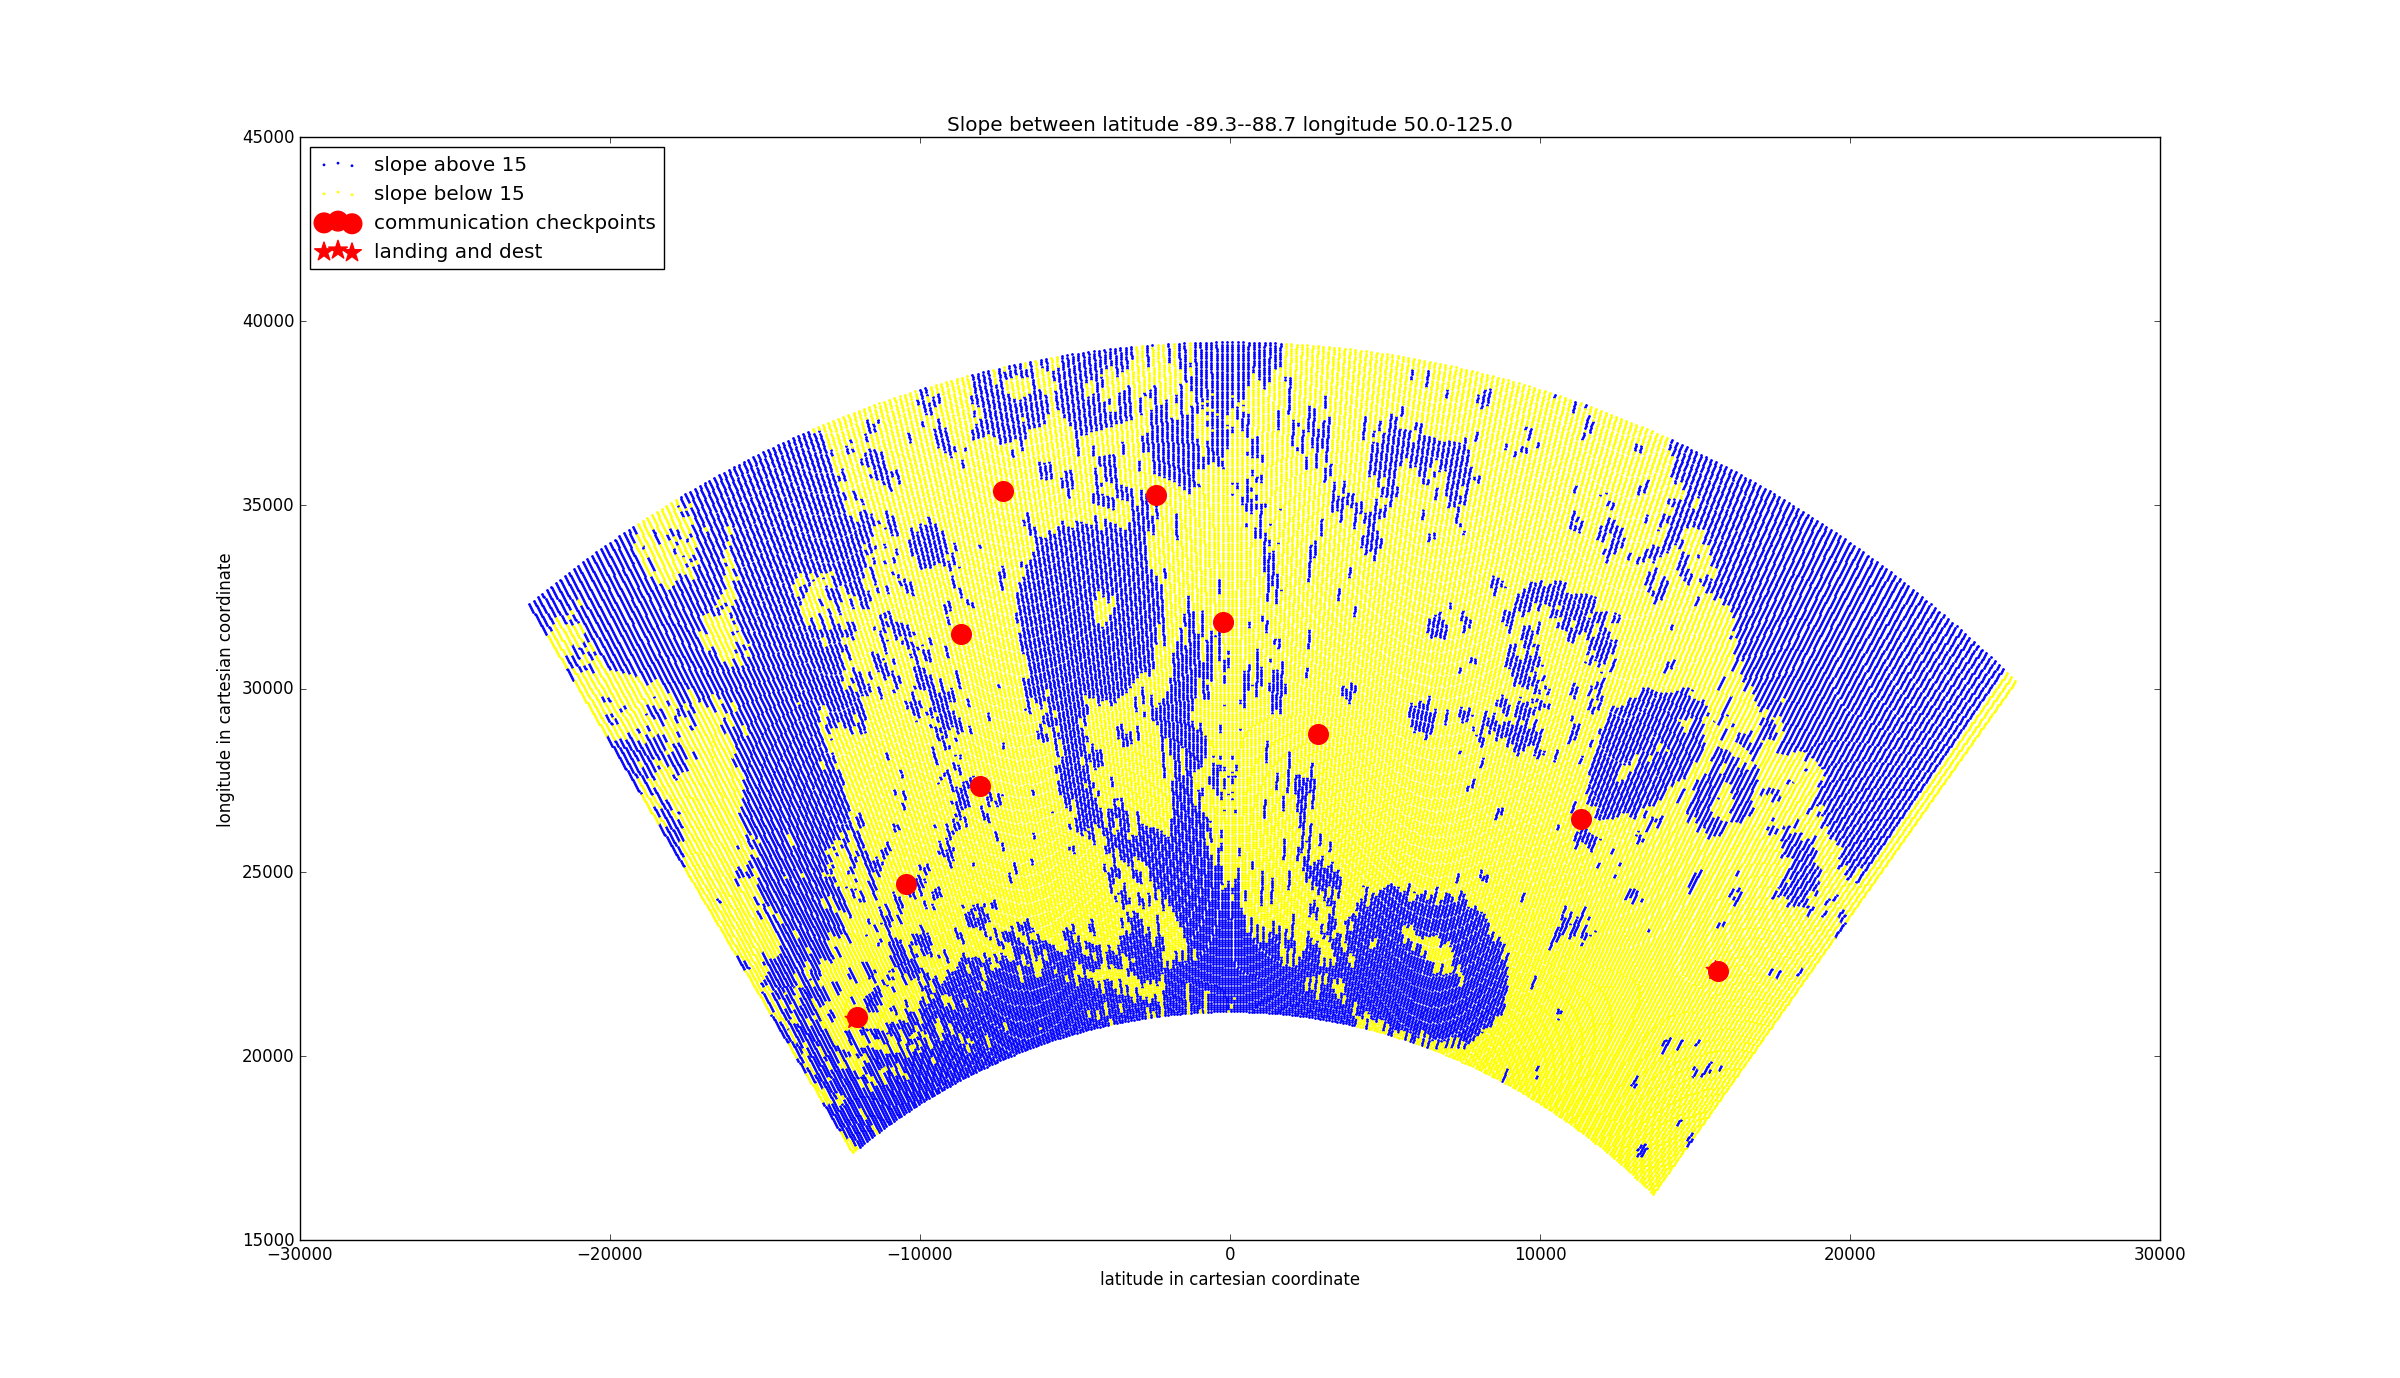 Slope between latitude -89.3--88.7 longitude 50.0-125.0
45000
40000
35000
30000
25000
20000
15000
slope above 15
slope below 15
communication checkpoints
landing and dest
longitude in cartesian coordinate
−30000 −20000 −10000 0 10000 20000 30000
latitude in cartesian coordinate